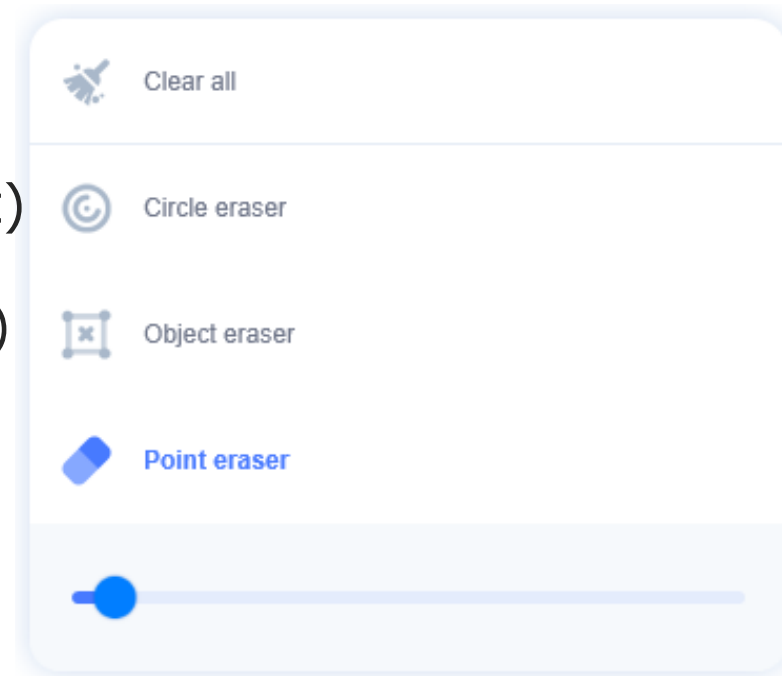 Clear all
:)
Circle eraser
)
Object eraser
Point eraser